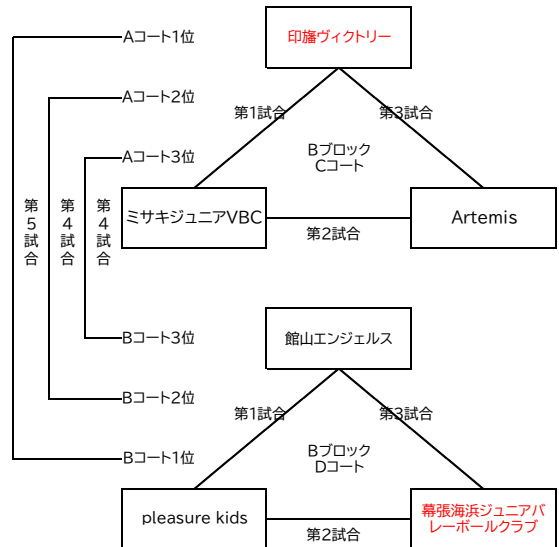 Aコート1位
印旛ヴィクトリー
Aコート2位
第1試合
第3試合
Aコート3位
Bブロック
Cコート
第5試合
第4試合
第4試合
ミサキジュニアVBC
Artemis
第2試合
Bコート3位
館山エンジェルス
Bコート2位
第1試合
第3試合
Bコート1位
Bブロック
Dコート
pleasure kids
幕張海浜ジュニアバ
レーボールクラブ
第2試合